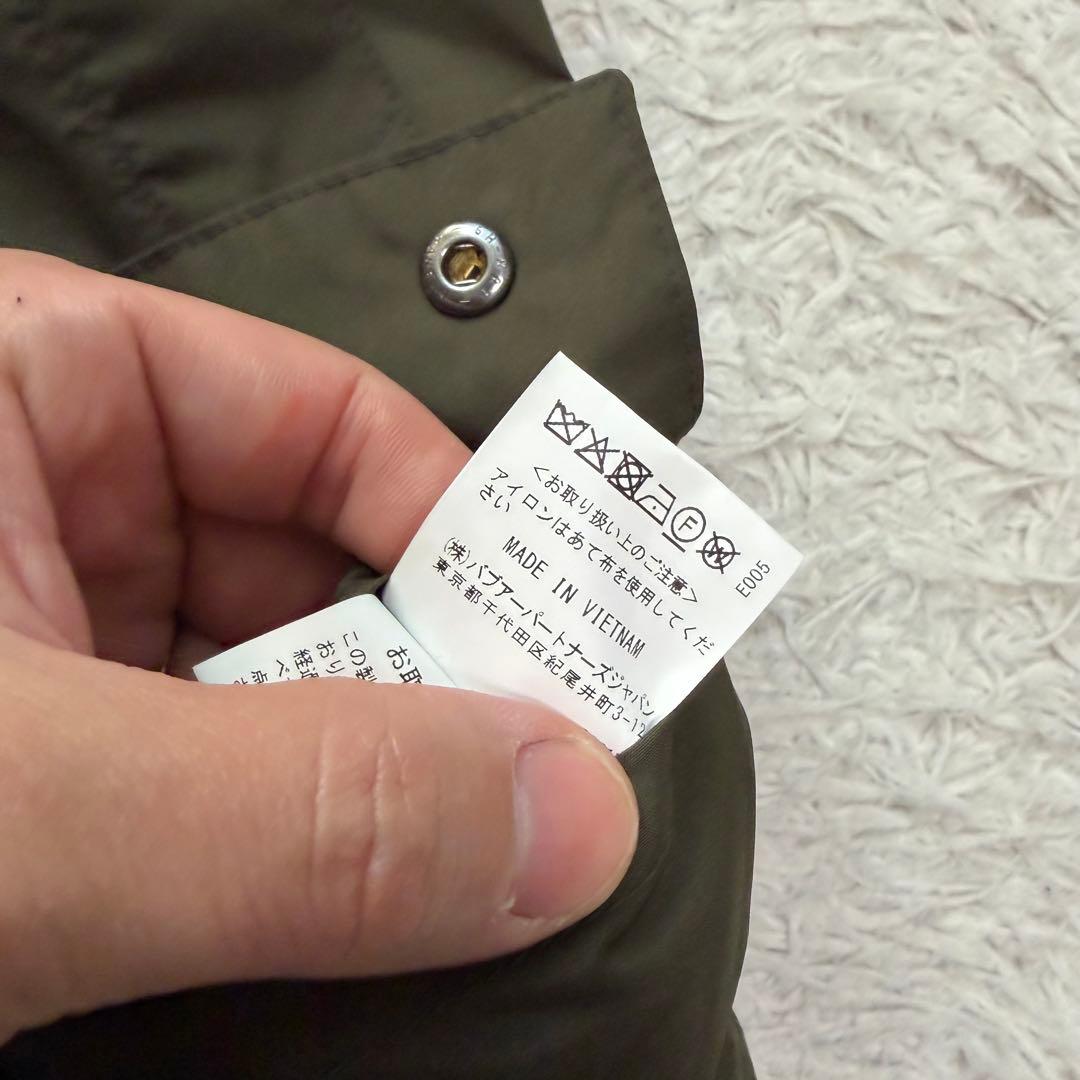 F
W
<お取り扱い上のご注意>
アイロンはあて布を使用してくだ
さい
MADE IN VIETNAM
(株)バブアーパートナーズジャパン
東京都千代田区紀尾井町3-12
E005
お取
この製
おり
経過
べ